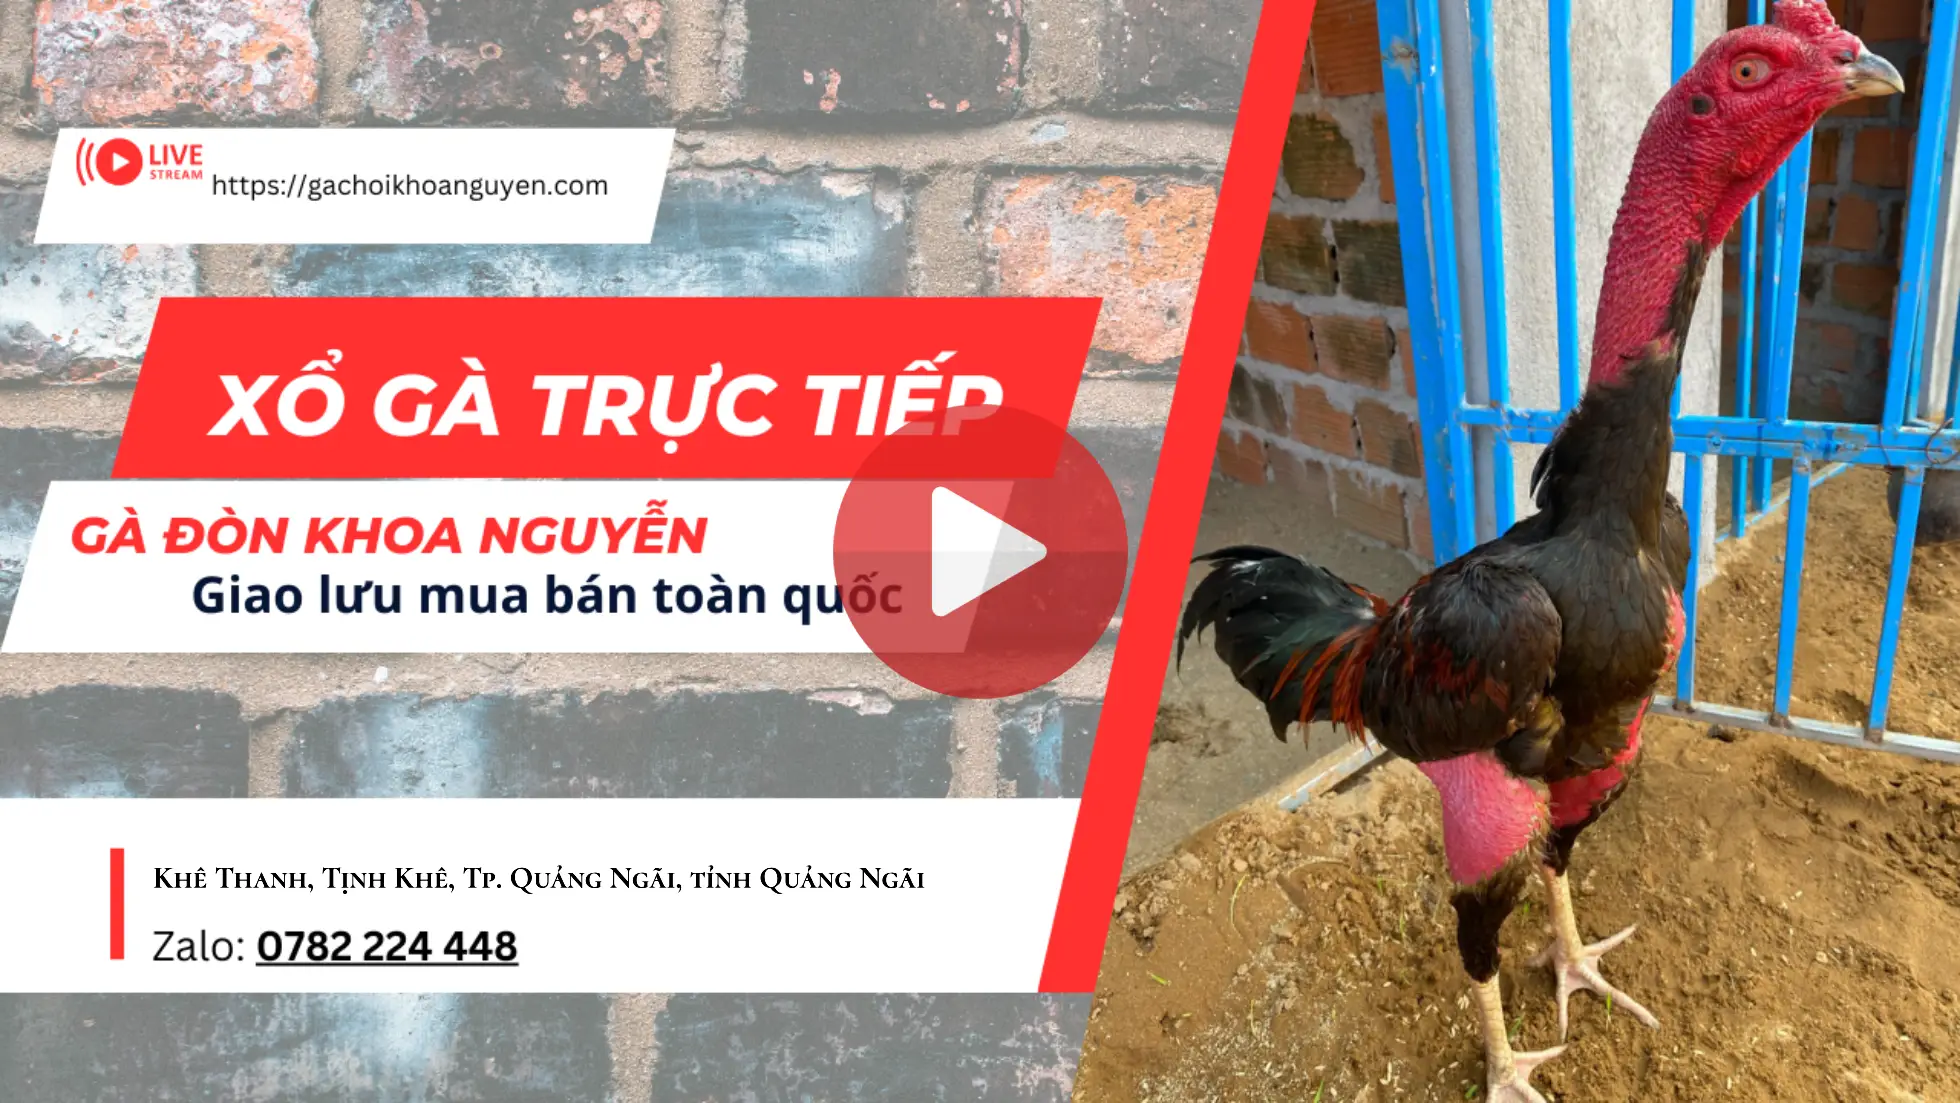 LIVE
STREAM
https://gachoikhoanguyen.com
XỔ GÀ TRỰC TIẾP
GÀ ĐÒN KHOA NGUYỄN
Giao lưu mua bán toàn quốc
Khê Thanh, Tịnh Khê, Tp. Quảng Ngãi, tỉnh Quảng Ngãi
Zalo: 0782 224 448